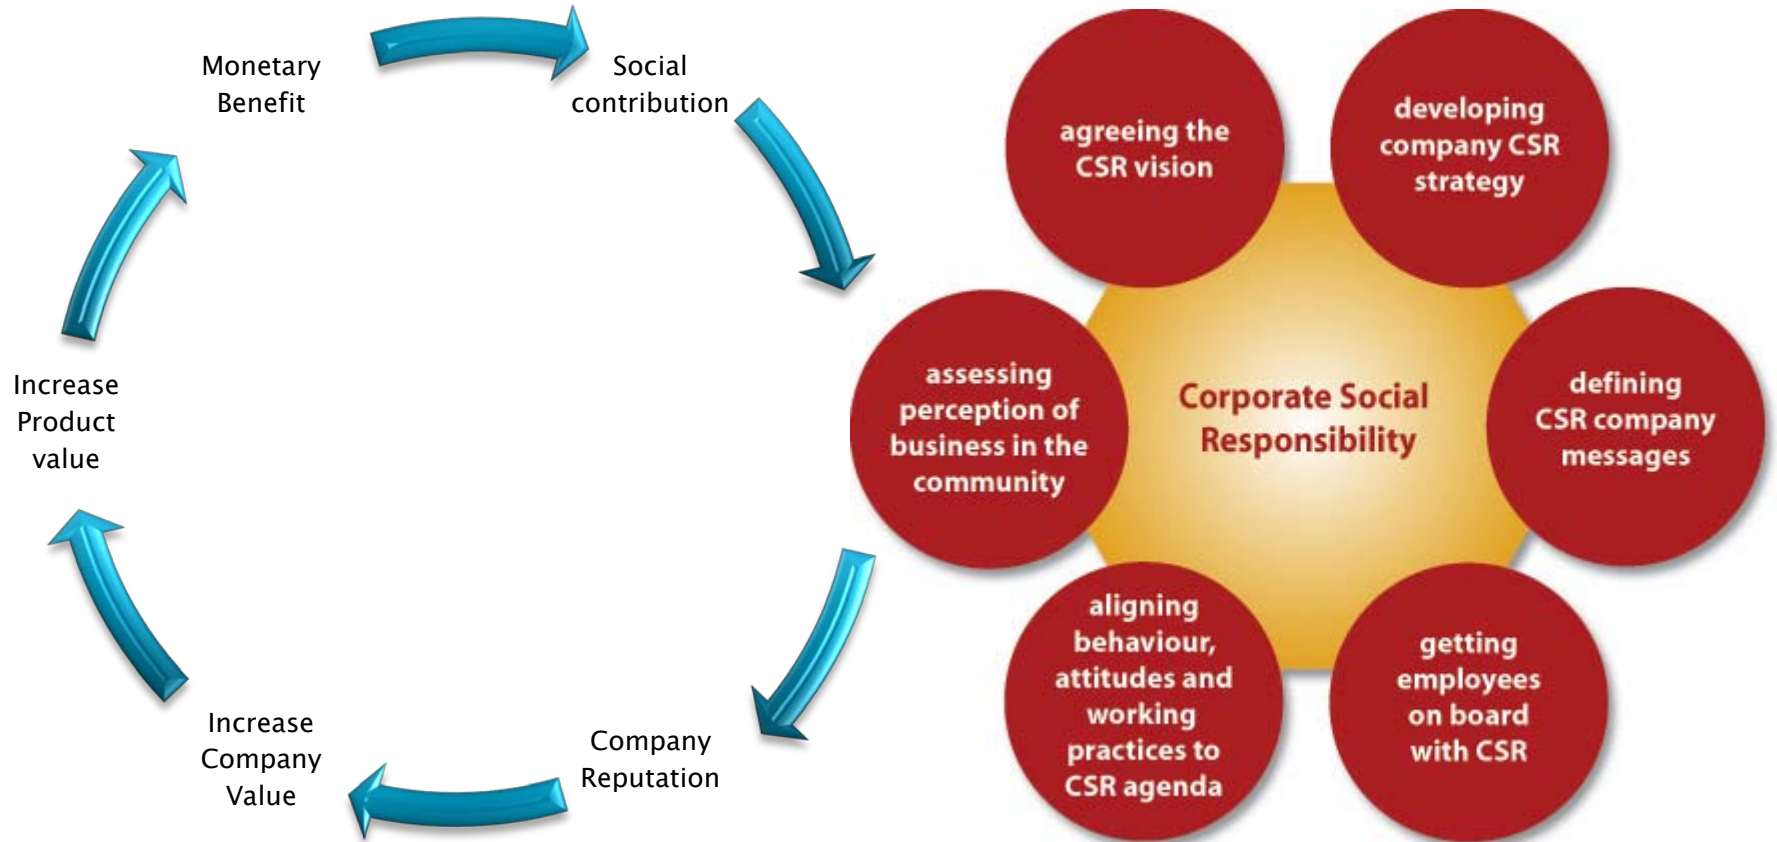 Monetary
Benefit
Social
contribution
Increase
Product
value
Increase
Company
Value
Company
Reputation
agreeing the
CSR vision
developing
company CSR
strategy
assessing
perception of
business in the
community
Corporate Social
Responsibility
defining
CSR company
messages
aligning
behaviour,
attitudes and
working
practices to
CSR agenda
getting
employees
on board
with CSR